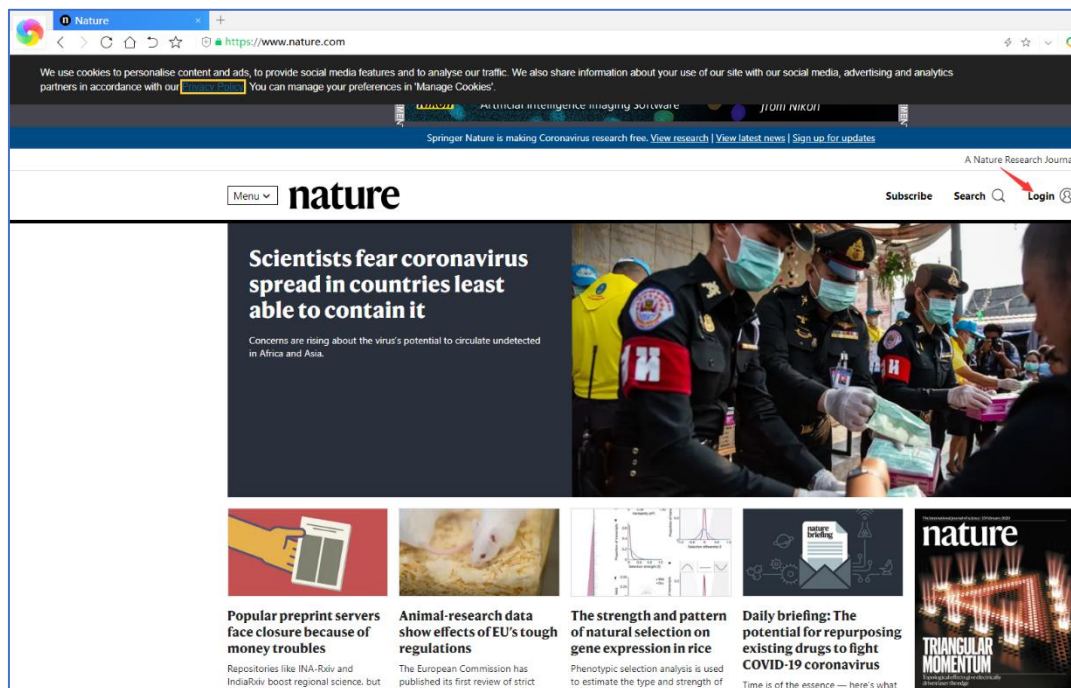 Nature
https://www.nature.com
We use cookies to personalise content and ads, to provide social media features and to analyse our traffic. We also share information about your use of our site with our social media, advertising and analytics
partners in accordance with our Privacy Policy. You can manage your preferences in 'Manage Cookies'.
Nikon Artificial Intelligence Imaging Software from Nikon
Springer Nature is making Coronavirus research free. View research | View latest news | Sign up for updates
A Nature Research Journa
Menu nature Subscribe Search Login
Scientists fear coronavirus
spread in countries least
able to contain it
Concerns are rising about the virus's potential to circulate undetected
in Africa and Asia.
Popular preprint servers
face closure because of
money troubles
Repositories like INA-Rxiv and
IndiaRxiv boost regional science, but
Animal-research data
show effects of EU's tough
regulations
The European Commission has
published its first review of strict
The strength and pattern
of natural selection on
gene expression in rice
Phenotypic selection analysis is used
to estimate the type and strength of
nature
briefing
Daily briefing: The
potential for repurposing
existing drugs to fight
COVID-19 coronavirus
Time is of the essence — here's what
nature
TRIANGULAR
MOMENTUM